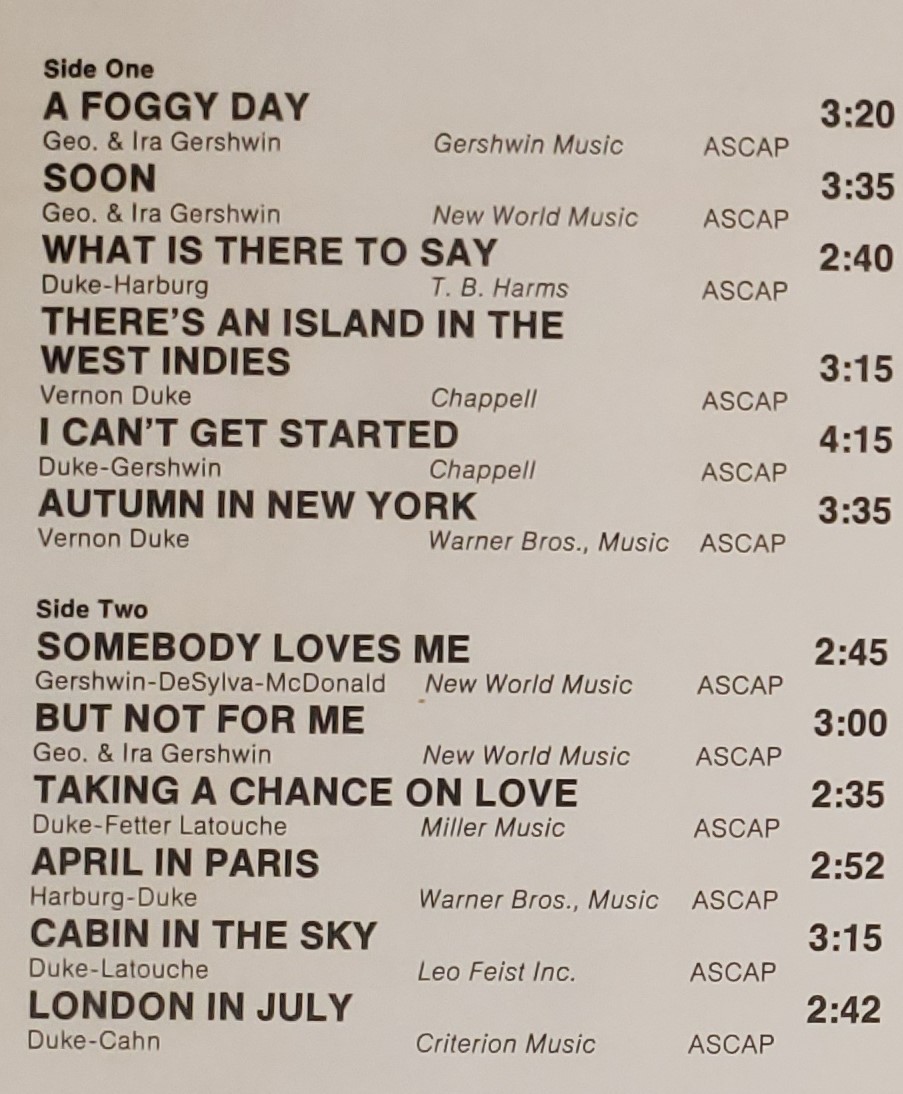 Side One
A FOGGY DAY 3:20
Geo. & Ira Gershwin Gershwin Music ASCAP
SOON 3:35
Geo. & Ira Gershwin New World Music ASCAP
WHAT IS THERE TO SAY 2:40
Duke-Harburg T. B. Harms ASCAP
THERE'S AN ISLAND IN THE
WEST INDIES 3:15
Vernon Duke Chappell ASCAP
I CAN'T GET STARTED 4:15
Duke-Gershwin Chappell ASCAP
AUTUMN IN NEW YORK 3:35
Vernon Duke Warner Bros., Music ASCAP
Side Two
SOMEBODY LOVES ME 2:45
Gershwin-DeSylva-McDonald New World Music ASCAP
BUT NOT FOR ME 3:00
Geo. & Ira Gershwin New World Music ASCAP
TAKING A CHANCE ON LOVE 2:35
Duke-Fetter Latouche Miller Music ASCAP
APRIL IN PARIS 2:52
Harburg-Duke Warner Bros., Music ASCAP
CABIN IN THE SKY 3:15
Duke-Latouche Leo Feist Inc. ASCAP
LONDON IN JULY 2:42
Duke-Cahn Criterion Music ASCAP